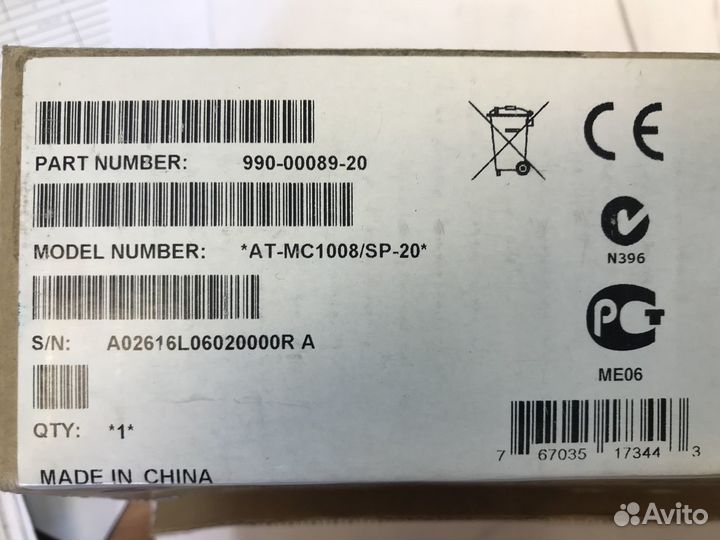 PART NUMBER: 990-00089-20
MODEL NUMBER: *AT-MC1008/SP-20*
S/N: A02616L06020000R A
QTY: *1*
MADE IN CHINA
CE
N396
РСТ
ME06
7 67035 17344 3
Avito